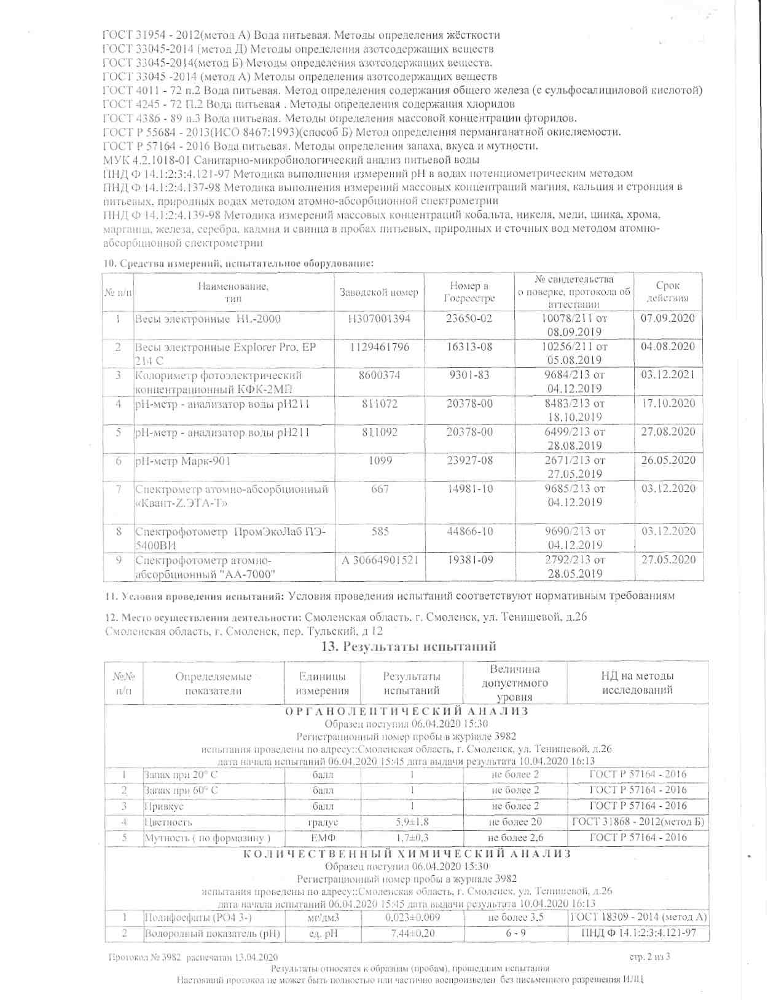 ГОСТ 31954 - 2012(метод А) Вода питьевая. Методы определения жёсткости
ГОСТ 33045-2014 (метод Д) Методы определения азотсодержащих веществ
ГОСТ 33045-2014(метод Б) Методы определения азотсодержащих веществ.
ГОСТ 33045 -2014 (метод А) Методы определения азотсодержащих веществ
ГОСТ 4011 - 72 п.2 Вода питьевая. Метод определения содержания общего железа (с сульфосалициловой кислотой)
ГОСТ 4245 - 72 П.2 Вода питьевая . Методы определения содержания хлоридов
ГОСТ 4386 - 89 п.3 Вода питьевая. Методы определения массовой концентрации фторидов.
ГОСТ Р 55684 - 2013(ИСО 8467:1993)(способ Б) Метод определения перманганатной окисляемости.
ГОСТ Р 57164 - 2016 Вода питьевая. Методы определения запаха, вкуса и мутности.
МУК 4.2.1018-01 Санитарно-микробиологический анализ питьевой воды
ПНД Ф 14.1:2:3:4.121-97 Методика выполнения измерений pH в водах потенциометрическим методом
ПНД Ф 14.1:2:4.137-98 Методика выполнения измерений массовых концентраций магния, кальция и стронция в
питьевых, природных водах методом атомно-абсорбционной спектрометрии
ПНД Ф 14.1:2:4.139-98 Методика измерений массовых концентраций кобальта, никеля, меди, цинка, хрома,
марганца, железа, серебра, кадмия и свинца в пробах питьевых, природных и сточных вод методом атомно-
абсорбционной спектрометрии
10. Средства измерений, испытательное оборудование:
№ п/п Наименование, тип Заводской номер Номер в Госреестре № свидетельства о поверке, протокола об аттестации Срок действия
1 Весы электронные HL-2000 H307001394 23650-02 10078/211 от 08.09.2019 07.09.2020
2 Весы электронные Explorer Pro, EP 214 C 1129461796 16313-08 10256/211 от 05.08.2019 04.08.2020
3 Колориметр фотоэлектрический концентрационный КФК-2МП 8600374 9301-83 9684/213 от 04.12.2019 03.12.2021
4 pH-метр - анализатор воды pH211 811072 20378-00 8483/213 от 18.10.2019 17.10.2020
5 pH-метр - анализатор воды pH211 811092 20378-00 6499/213 от 28.08.2019 27.08.2020
6 pH-метр Марк-901 1099 23927-08 2671/213 от 27.05.2019 26.05.2020
7 Спектрометр атомно-абсорбционный «Квант-Z.ЭТА-Т» 667 14981-10 9685/213 от 04.12.2019 03.12.2020
8 Спектрофотометр ПромЭкоЛаб ПЭ-5400ВИ 585 44866-10 9690/213 от 04.12.2019 03.12.2020
9 Спектрофотометр атомно-абсорбционный "АА-7000" А 30664901521 19381-09 2792/213 от 28.05.2019 27.05.2020
11. Условия проведения испытаний: Условия проведения испытаний соответствуют нормативным требованиям
12. Место осуществления деятельности: Смоленская область, г. Смоленск, ул. Тенишевой, д.26
Смоленская область, г. Смоленск, пер. Тульский, д 12
13. Результаты испытаний
№№ п/п Определяемые показатели Единицы измерения Результаты испытаний Величина допустимого уровня НД на методы исследований
ОРГАНОЛЕПТИЧЕСКИЙ АНАЛИЗ
Образец поступил 06.04.2020 15:30
Регистрационный номер пробы в журнале 3982
испытания проведены по адресу::Смоленская область, г. Смоленск, ул. Тенишевой, д.26
дата начала испытаний 06.04.2020 15:45 дата выдачи результата 10.04.2020 16:13
1 Запах при 20° С балл 1 не более 2 ГОСТ Р 57164 - 2016
2 Запах при 60° С балл 1 не более 2 ГОСТ Р 57164 - 2016
3 Привкус балл 1 не более 2 ГОСТ Р 57164 - 2016
4 Цветность градус 5,9±1,8 не более 20 ГОСТ 31868 - 2012(метод Б)
5 Мутность ( по формазину ) ЕМФ 1,7±0,3 не более 2,6 ГОСТ Р 57164 - 2016
КОЛИЧЕСТВЕННЫЙ ХИМИЧЕСКИЙ АНАЛИЗ
Образец поступил 06.04.2020 15:30
Регистрационный номер пробы в журнале 3982
испытания проведены по адресу::Смоленская область, г. Смоленск, ул. Тенишевой, д.26
дата начала испытаний 06.04.2020 15:45 дата выдачи результата 10.04.2020 16:13
1 Полифосфаты (PO4 3-) мг/дм3 0,023±0,009 не более 3,5 ГОСТ 18309 - 2014 (метод А)
2 Водородный показатель (pH) ед. pH 7,44±0,20 6 - 9 ПНД Ф 14.1:2:3:4.121-97
Протокол № 3982 распечатан 13.04.2020 стр. 2 из 3
Результаты относятся к образцам (пробам), прошедшим испытания
Настоящий протокол не может быть полностью или частично воспроизведен без письменного разрешения ИЛЦ